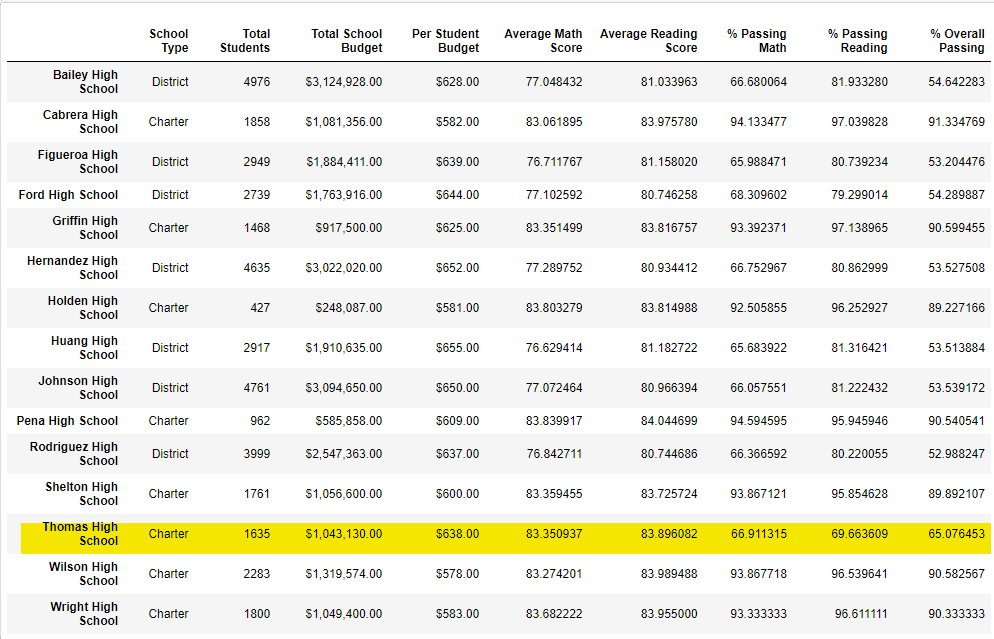 School Type Total Students Total School Budget Per Student Budget Average Math Score Average Reading Score % Passing Math % Passing Reading % Overall Passing
Bailey High School District 4976 $3,124,928.00 $628.00 77.048432 81.033963 66.680064 81.933280 54.642283
Cabrera High School Charter 1858 $1,081,356.00 $582.00 83.061895 83.975780 94.133477 97.039828 91.334769
Figueroa High School District 2949 $1,884,411.00 $639.00 76.711767 81.158020 65.988471 80.739234 53.204476
Ford High School District 2739 $1,763,916.00 $644.00 77.102592 80.746258 68.309602 79.299014 54.289887
Griffin High School Charter 1468 $917,500.00 $625.00 83.351499 83.816757 93.392371 97.138965 90.599455
Hernandez High School District 4635 $3,022,020.00 $652.00 77.289752 80.934412 66.752967 80.862999 53.527508
Holden High School Charter 427 $248,087.00 $581.00 83.803279 83.814988 92.505855 96.252927 89.227166
Huang High School District 2917 $1,910,635.00 $655.00 76.629414 81.182722 65.683922 81.316421 53.513884
Johnson High School District 4761 $3,094,650.00 $650.00 77.072464 80.966394 66.057551 81.222432 53.539172
Pena High School Charter 962 $585,858.00 $609.00 83.839917 84.044699 94.594595 95.945946 90.540541
Rodriguez High School District 3999 $2,547,363.00 $637.00 76.842711 80.744686 66.366592 80.220055 52.988247
Shelton High School Charter 1761 $1,056,600.00 $600.00 83.359455 83.725724 93.867121 95.854628 89.892107
Thomas High School Charter 1635 $1,043,130.00 $638.00 83.350937 83.896082 66.911315 69.663609 65.076453
Wilson High School Charter 2283 $1,319,574.00 $578.00 83.274201 83.989488 93.867718 96.539641 90.582567
Wright High School Charter 1800 $1,049,400.00 $583.00 83.682222 83.955000 93.333333 96.611111 90.333333